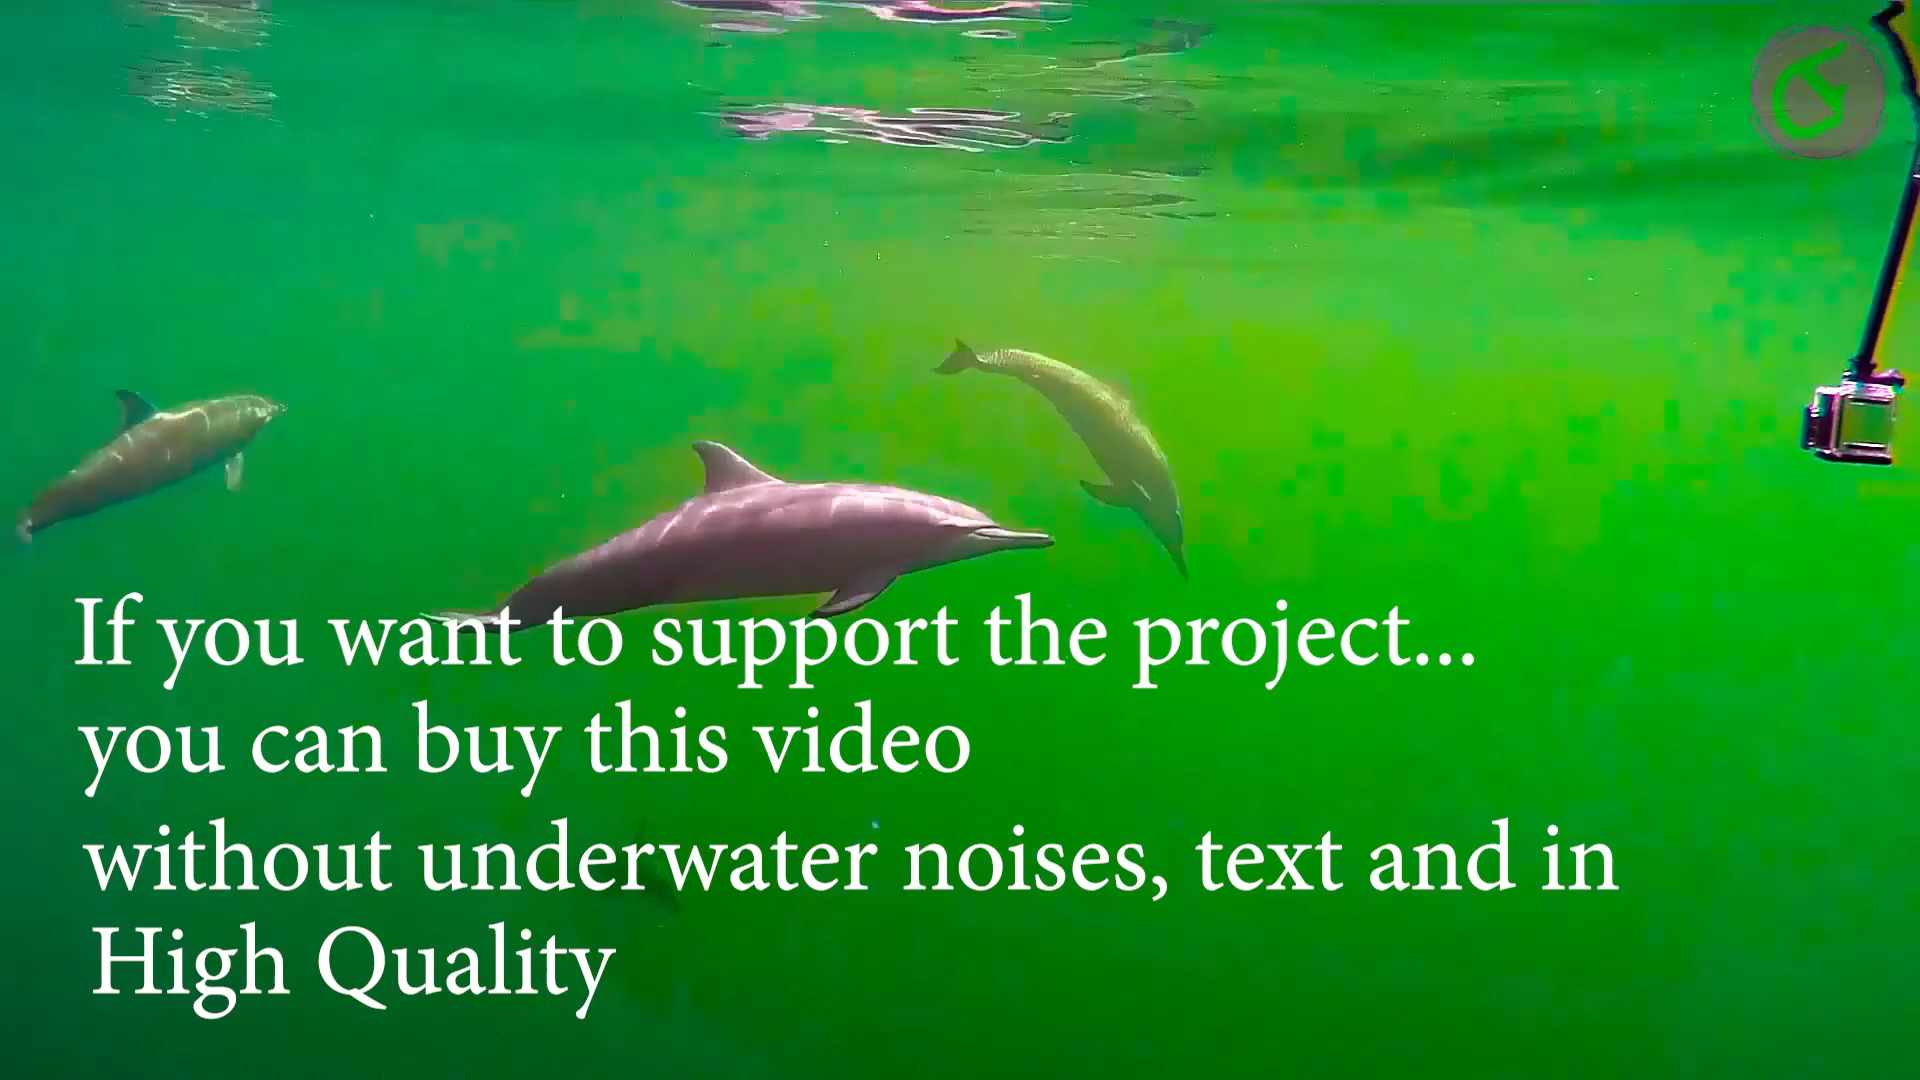 If you want to support the project...
you can buy this video
without underwater noises, text and in
High Quality